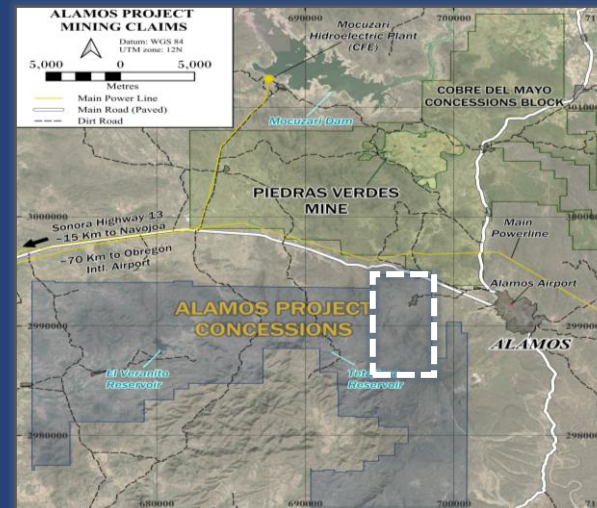 ALAMOS PROJECT
MINING CLAIMS
Datum: WGS 84
UTM zone: 12N
5,000 0 5,000
Metres
Main Power Line
Main Road (Paved)
Dirt Road
690000
700000
Mocuzari
Hidroelectric Plant
(CFE)
Mocuzari Dam
COBRE DEL MAYO
CONCESSIONS BLOCK
PIEDRAS VERDES
MINE
3000000
Sonora Highway 13
~15 Km to Navojoa
~70 Km to Obregon
Intl. Airport
Main
Powerline
Alamos Airport
ALAMOS PROJECT
CONCESSIONS
2990000
ALAMOS
El Veranito
Reservoir
Reservoir
2980000
680000
690000
700000